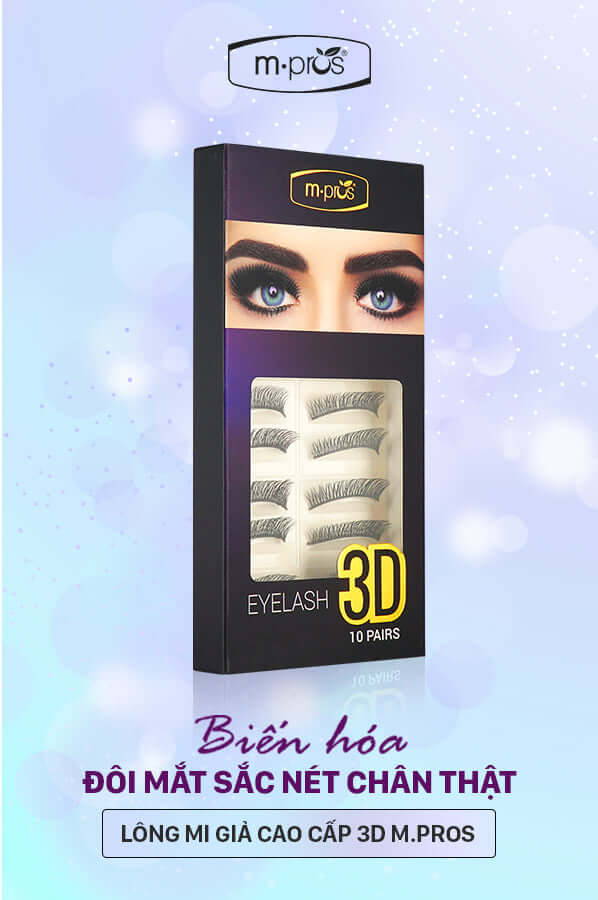 m·pros®
m·pros®
EYELASH 3D
10 PAIRS
Biến hóa
ĐÔI MẮT SẮC NÉT CHÂN THẬT
LÔNG MI GIẢ CAO CẤP 3D M.PROS